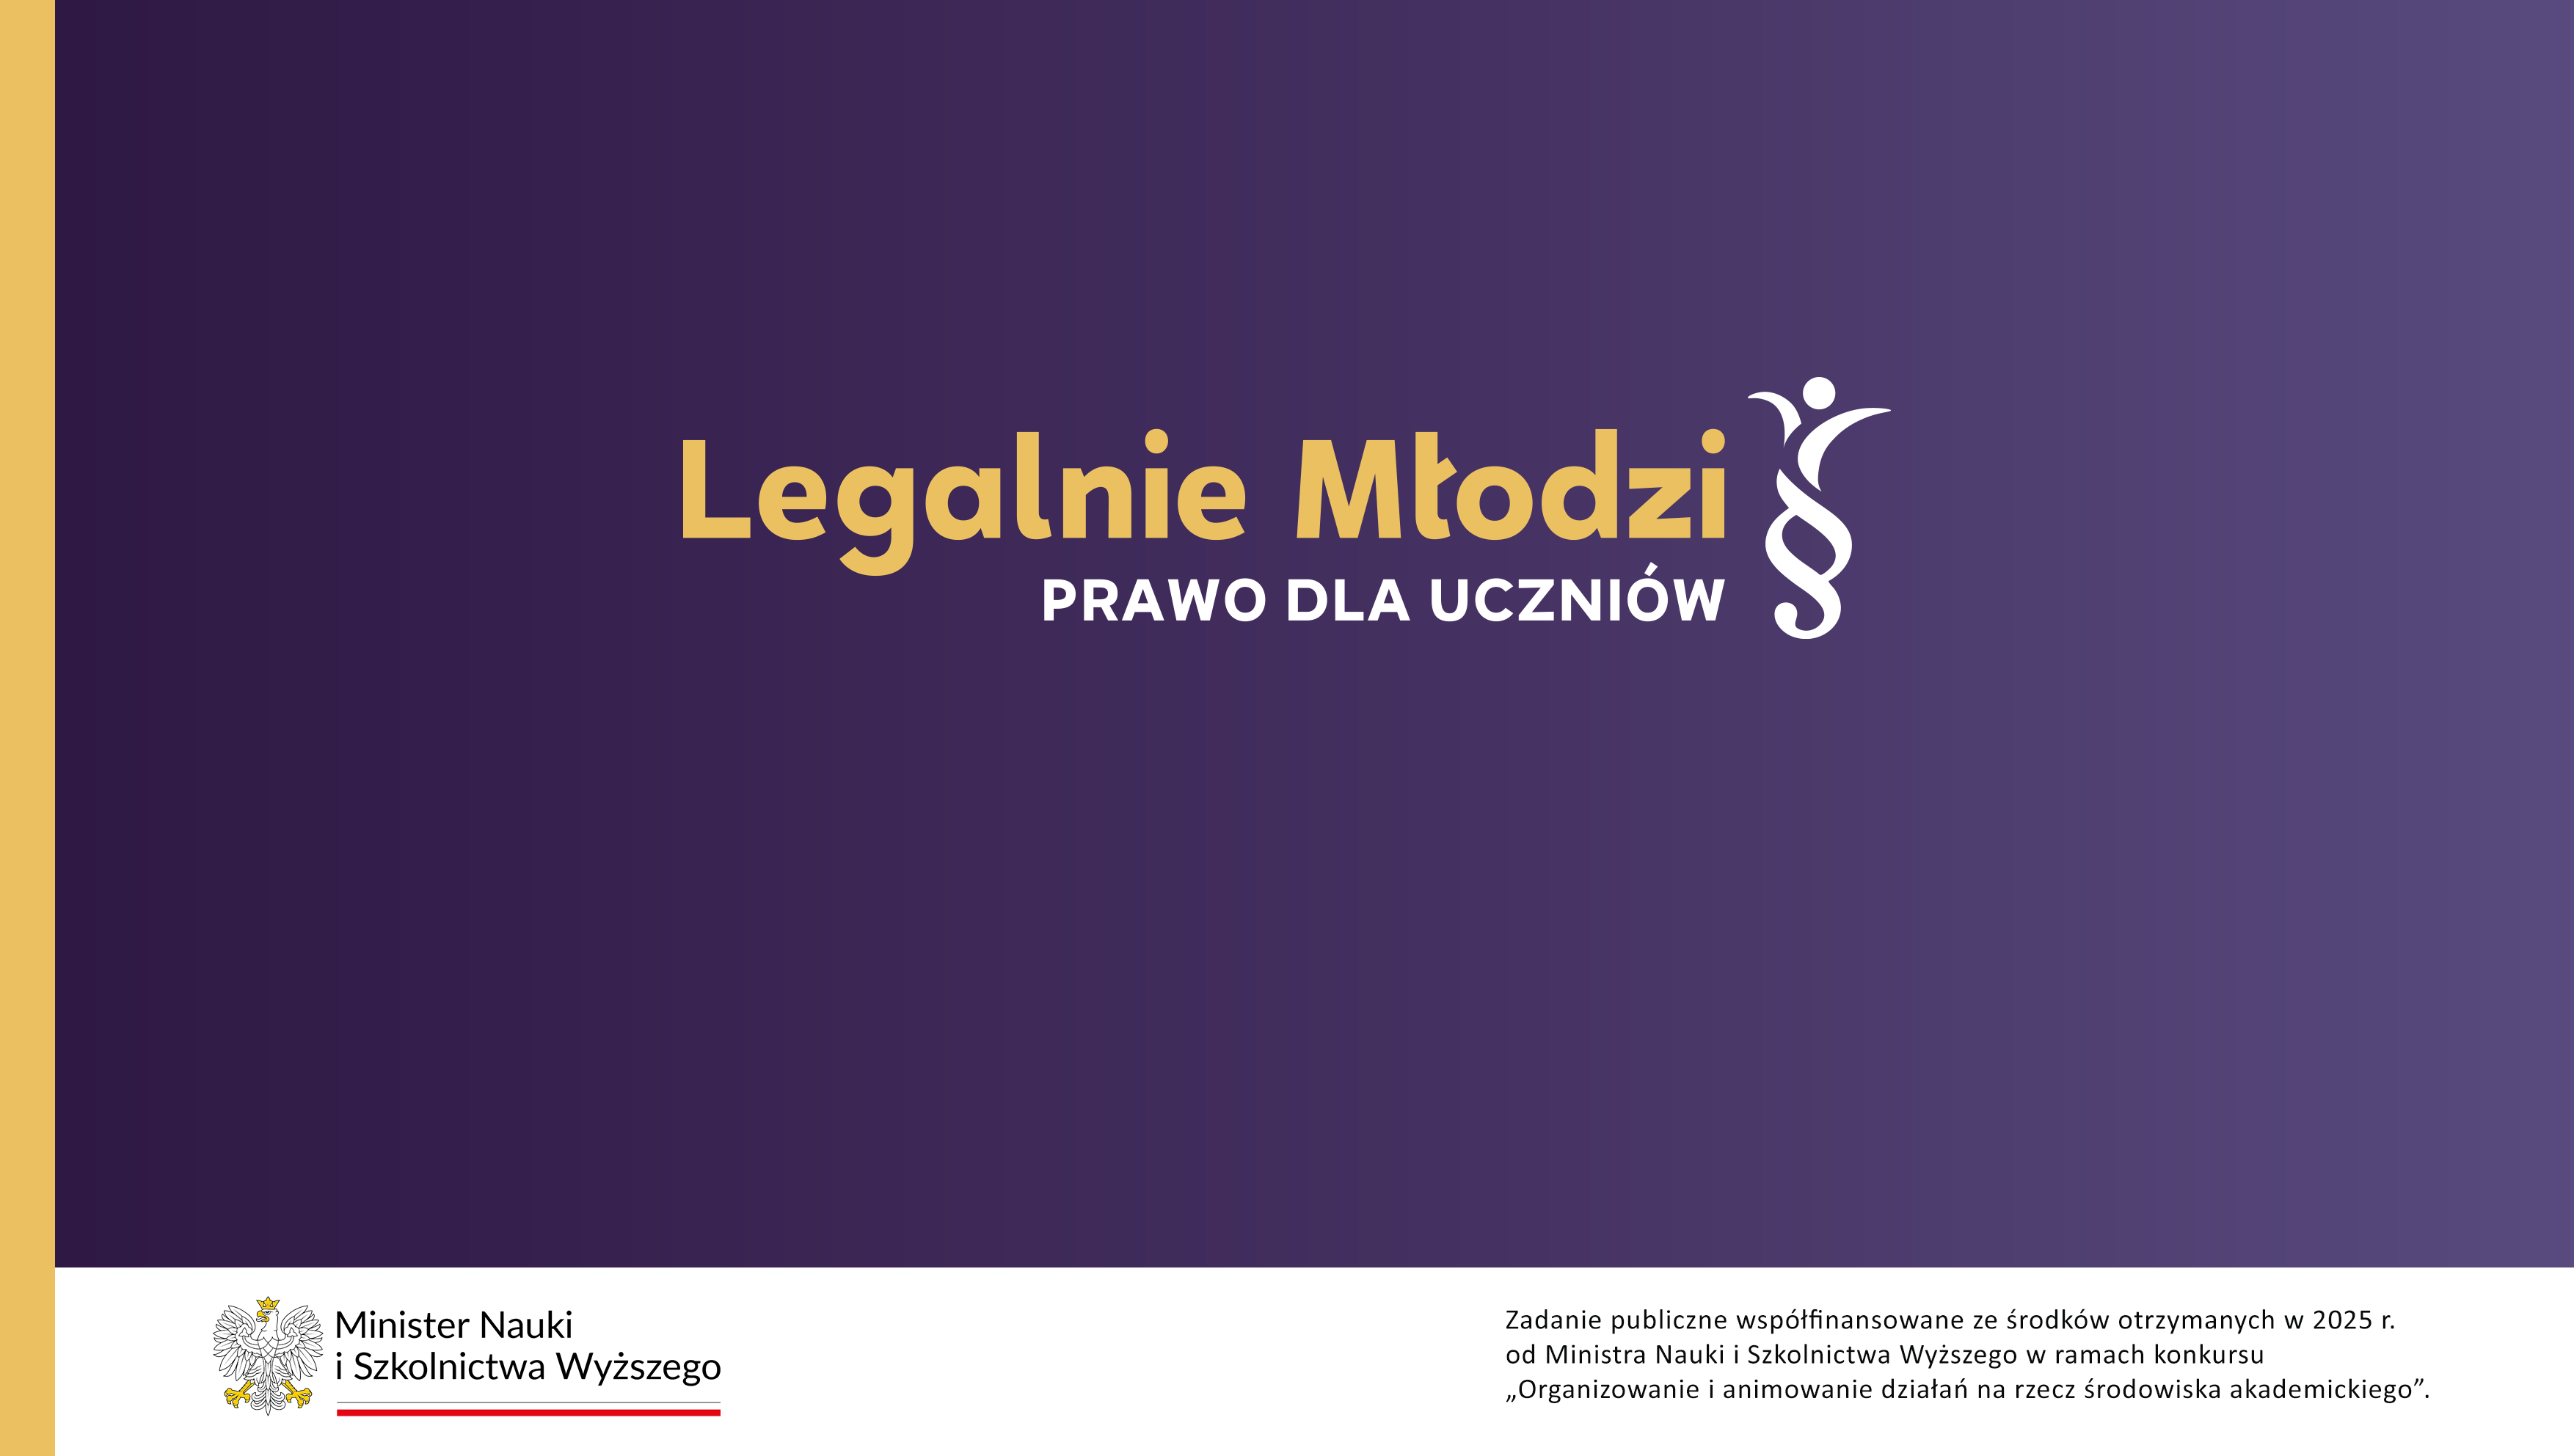 Legalnie Młodzi
PRAWO DLA UCZNIÓW
Minister Nauki
i Szkolnictwa Wyższego
Zadanie publiczne współfinansowane ze środków otrzymanych w 2025 r.
od Ministra Nauki i Szkolnictwa Wyższego w ramach konkursu
„Organizowanie i animowanie działań na rzecz środowiska akademickiego”.